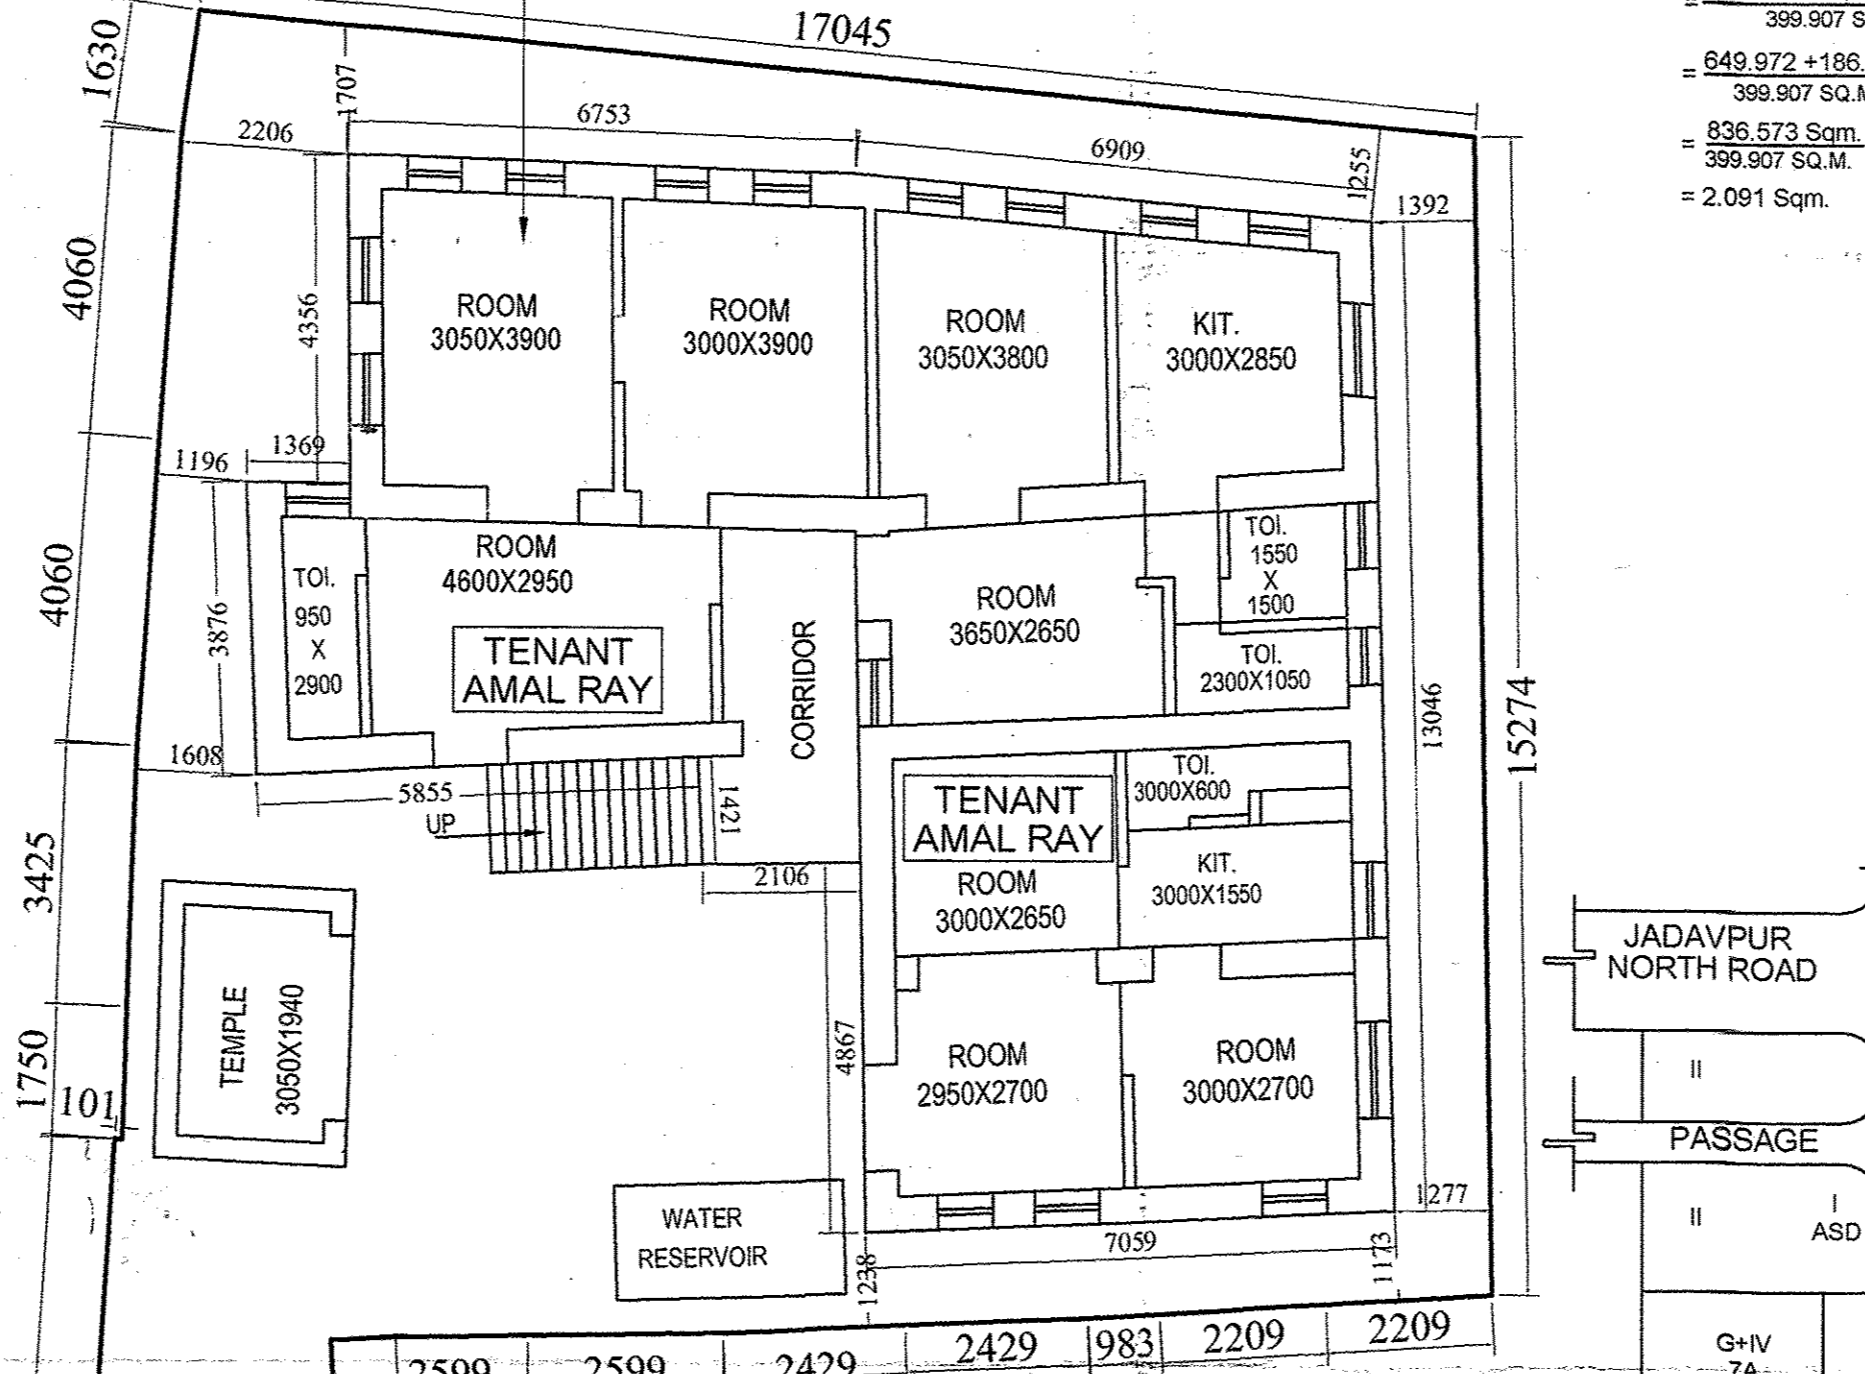 17045
399.907 S
1630
1707
649.972 +186.
=
399.907 SQ.M
2206
6753
6909
1255
836.573 Sqm.
=
399.907 SQ.M.
= 2.091 Sqm.
1392
4060
4356
ROOM
3050X3900
ROOM
3000X3900
ROOM
3050X3800
KIT.
3000X2850
1196
1369
4060
3876
TOI.
950
X
2900
ROOM
4600X2950
TENANT
AMAL RAY
CORRIDOR
ROOM
3650X2650
TOI.
1550
X
1500
TOI.
2300X1050
13046
15274
1608
5855
UP
1421
2106
TENANT
AMAL RAY
ROOM
3000X2650
TOI.
3000X600
KIT.
3000X1550
3425
1750
101
TEMPLE
3050X1940
4867
ROOM
2950X2700
ROOM
3000X2700
JADAVPUR
NORTH ROAD
II
PASSAGE
II
I
ASD
WATER
RESERVOIR
1238
7059
1173
1277
2599
2599
2429
2429
983
2209
2209
G+IV
7A